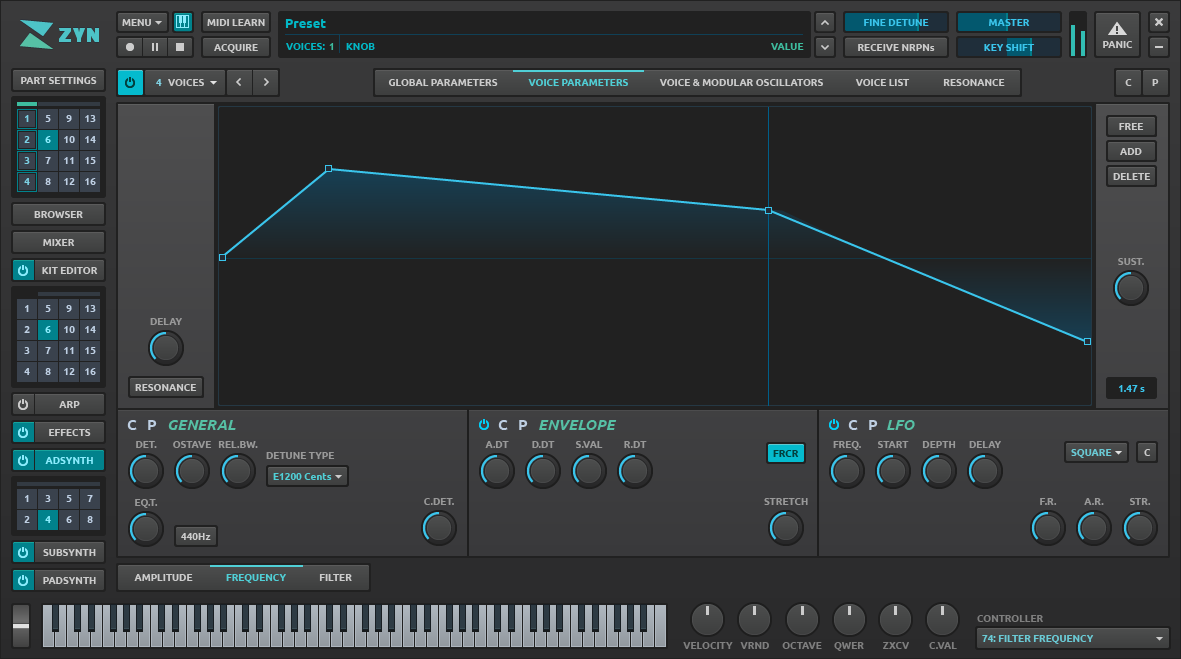 ZYN
MENU
MIDI LEARN
ACQUIRE
Preset
VOICES: 1
KNOB
VALUE
FINE DETUNE
MASTER
RECEIVE NRPNs
KEY SHIFT
PANIC
PART SETTINGS
4 VOICES
GLOBAL PARAMETERS
VOICE PARAMETERS
VOICE & MODULAR OSCILLATORS
VOICE LIST
RESONANCE
C P
1 5 9 13
2 6 10 14
3 7 11 15
4 8 12 16
BROWSER
MIXER
KIT EDITOR
1 5 9 13
2 6 10 14
3 7 11 15
4 8 12 16
ARP
EFFECTS
ADSYNTH
1 3 5 7
2 4 6 8
SUBSYNTH
PADSYNTH
DELAY
RESONANCE
FREE
ADD
DELETE
SUST.
1.47 s
C P GENERAL
DET. OSTAVE REL.BW.
DETUNE TYPE
E1200 Cents
EQ.T.
440Hz
C.DET.
C P ENVELOPE
A.DT D.DT S.VAL R.DT
FRCR
STRETCH
C P LFO
FREQ. START DEPTH DELAY
SQUARE
C
F.R. A.R. STR.
AMPLITUDE FREQUENCY FILTER
VELOCITY VRND OCTAVE QWER ZXCV C.VAL
CONTROLLER
74: FILTER FREQUENCY